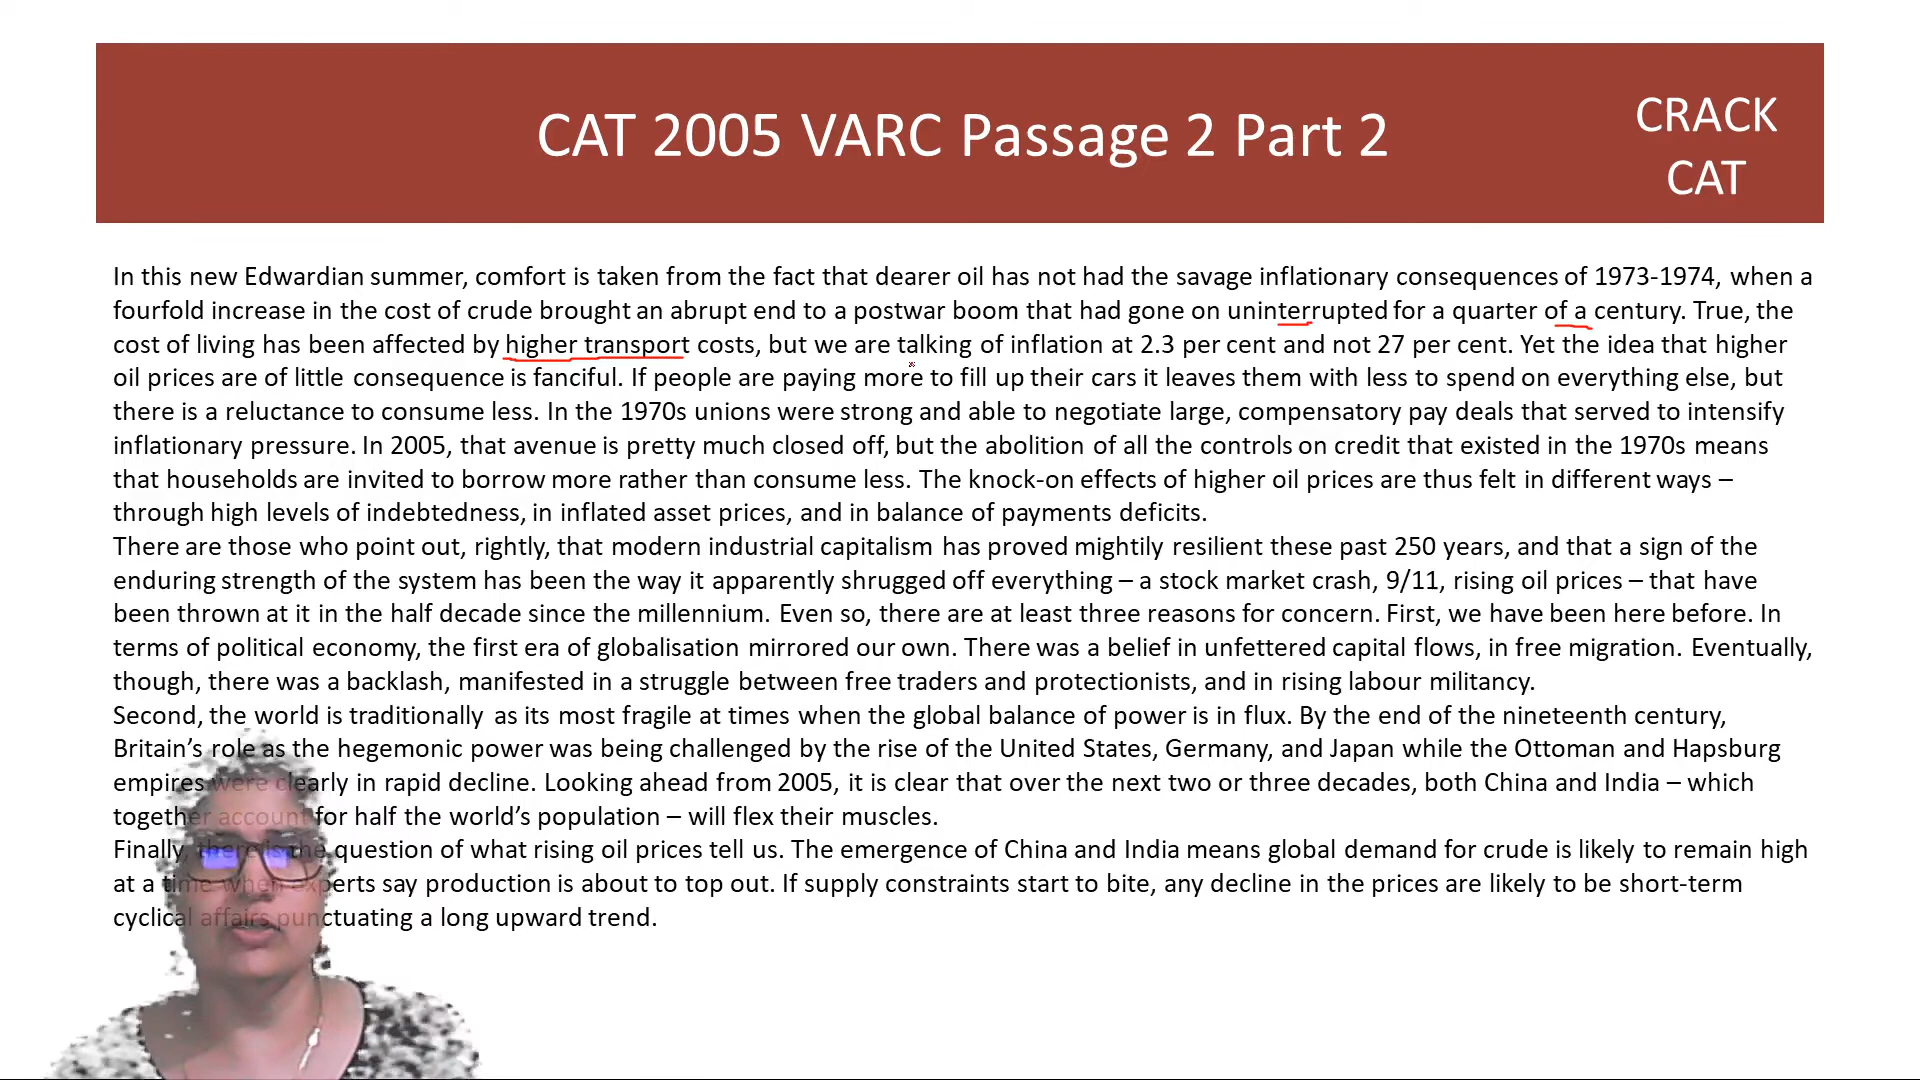 CAT 2005 VARC Passage 2 Part 2
CRACK
CAT
In this new Edwardian summer, comfort is taken from the fact that dearer oil has not had the savage inflationary consequences of 1973-1974, when a
fourfold increase in the cost of crude brought an abrupt end to a postwar boom that had gone on uninterrupted for a quarter of a century. True, the
cost of living has been affected by higher transport costs, but we are talking of inflation at 2.3 per cent and not 27 per cent. Yet the idea that higher
oil prices are of little consequence is fanciful. If people are paying more to fill up their cars it leaves them with less to spend on everything else, but
there is a reluctance to consume less. In the 1970s unions were strong and able to negotiate large, compensatory pay deals that served to intensify
inflationary pressure. In 2005, that avenue is pretty much closed off, but the abolition of all the controls on credit that existed in the 1970s means
that households are invited to borrow more rather than consume less. The knock-on effects of higher oil prices are thus felt in different ways –
through high levels of indebtedness, in inflated asset prices, and in balance of payments deficits.
There are those who point out, rightly, that modern industrial capitalism has proved mightily resilient these past 250 years, and that a sign of the
enduring strength of the system has been the way it apparently shrugged off everything – a stock market crash, 9/11, rising oil prices – that have
been thrown at it in the half decade since the millennium. Even so, there are at least three reasons for concern. First, we have been here before. In
terms of political economy, the first era of globalisation mirrored our own. There was a belief in unfettered capital flows, in free migration. Eventually,
though, there was a backlash, manifested in a struggle between free traders and protectionists, and in rising labour militancy.
Second, the world is traditionally as its most fragile at times when the global balance of power is in flux. By the end of the nineteenth century,
Britain's role as the hegemonic power was being challenged by the rise of the United States, Germany, and Japan while the Ottoman and Hapsburg
empires were clearly in rapid decline. Looking ahead from 2005, it is clear that over the next two or three decades, both China and India – which
together account for half the world's population – will flex their muscles.
Finally, there is the question of what rising oil prices tell us. The emergence of China and India means global demand for crude is likely to remain high
at a time when experts say production is about to top out. If supply constraints start to bite, any decline in the prices are likely to be short-term
cyclical affairs punctuating a long upward trend.